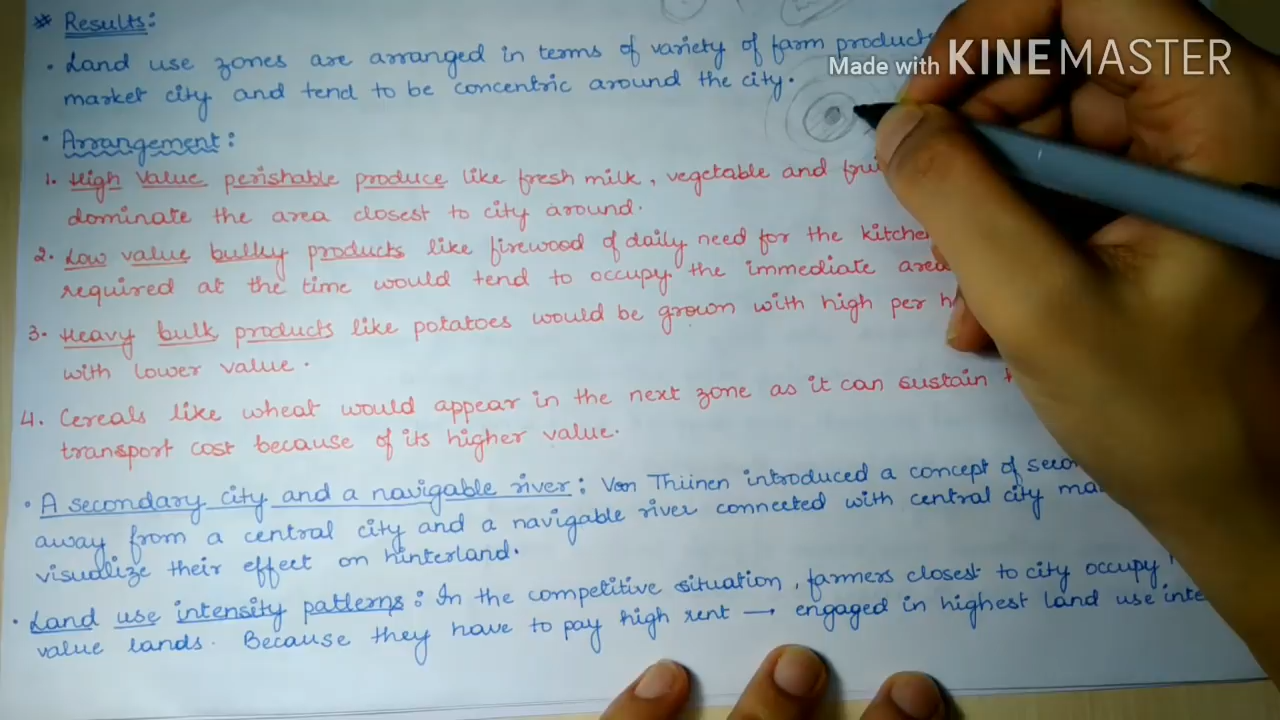 * Results:
• Land use zones are arranged in terms of variety of farm product
market city and tend to be concentric around the city.
Made with KINEMASTER
• Arrangement:
1. High value perishable produce like fresh milk, vegetable and
dominate the area closest to city around.
2. Low value bulky products like firewood of daily need for the
required at the time would tend to occupy the immediate area
3. Heavy bulk products like potatoes would be grown with high per
with lower value.
4. Cereals like wheat would appear in the next zone as it can sustain
transport cost because of its higher value.
• A secondary city and a navigable river: Von Thünen introduced a concept of
away from a central city and a navigable river connected with central city
visualize their effect on hinterland.
• Land use intensity patterns: In the competitive situation, farmers closest to city occupy
value lands. Because they have to pay high rent → engaged in highest land use